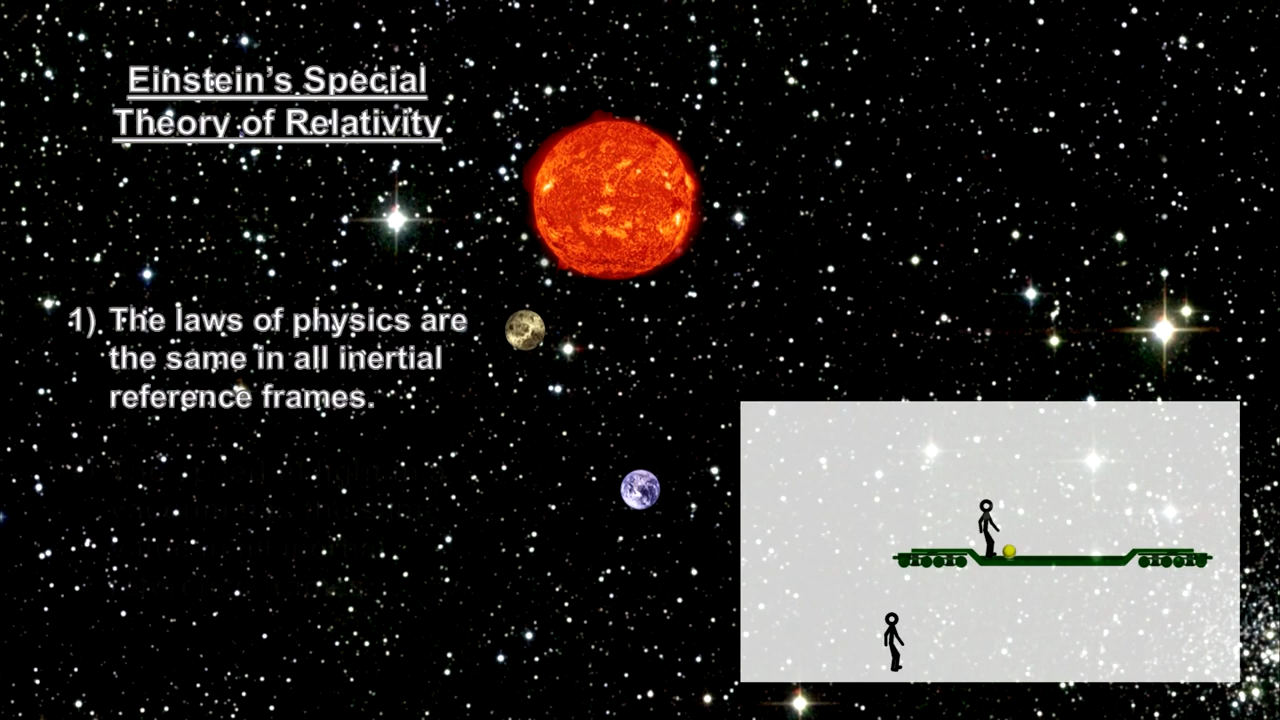 Einstein’s Special
Theory of Relativity
1) The laws of physics are
the same in all inertial
reference frames.